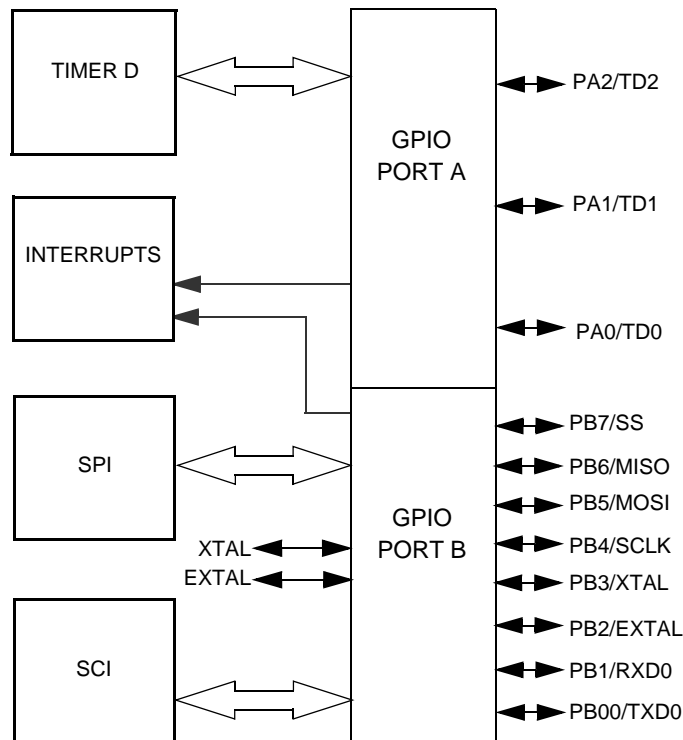 TIMER D
GPIO
PORT A
PA2/TD2
PA1/TD1
INTERRUPTS
PA0/TD0
SPI
GPIO
PORT B
XTAL
EXTAL
PB7/SS
PB6/MISO
PB5/MOSI
PB4/SCLK
PB3/XTAL
PB2/EXTAL
SCI
PB1/RXD0
PB00/TXD0